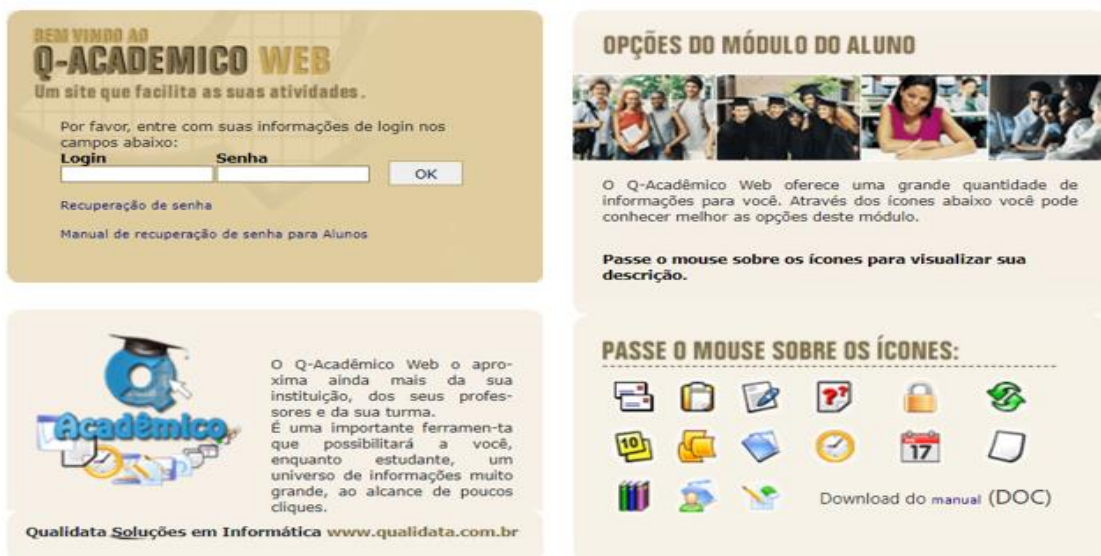 BEM VINDO AO
Q-ACADEMICO WEB
Um site que facilita as suas atividades.
Por favor, entre com suas informações de login nos
campos abaixo:
Login Senha
OK
Recuperação de senha
Manual de recuperação de senha para Alunos
O Q-Acadêmico Web o apro-
xima ainda mais da sua
instituição, dos seus profes-
sores e da sua turma.
É uma importante ferramen-ta
que possibilitará a você,
enquanto estudante, um
universo de informações muito
grande, ao alcance de poucos
cliques.
Acadêmico
Qualidata Soluções em Informática www.qualidata.com.br
OPÇÕES DO MÓDULO DO ALUNO
O Q-Acadêmico Web oferece uma grande quantidade de
informações para você. Através dos ícones abaixo você pode
conhecer melhor as opções deste módulo.
Passe o mouse sobre os ícones para visualizar sua
descrição.
PASSE O MOUSE SOBRE OS ÍCONES:
??
10
17
Download do manual (DOC)